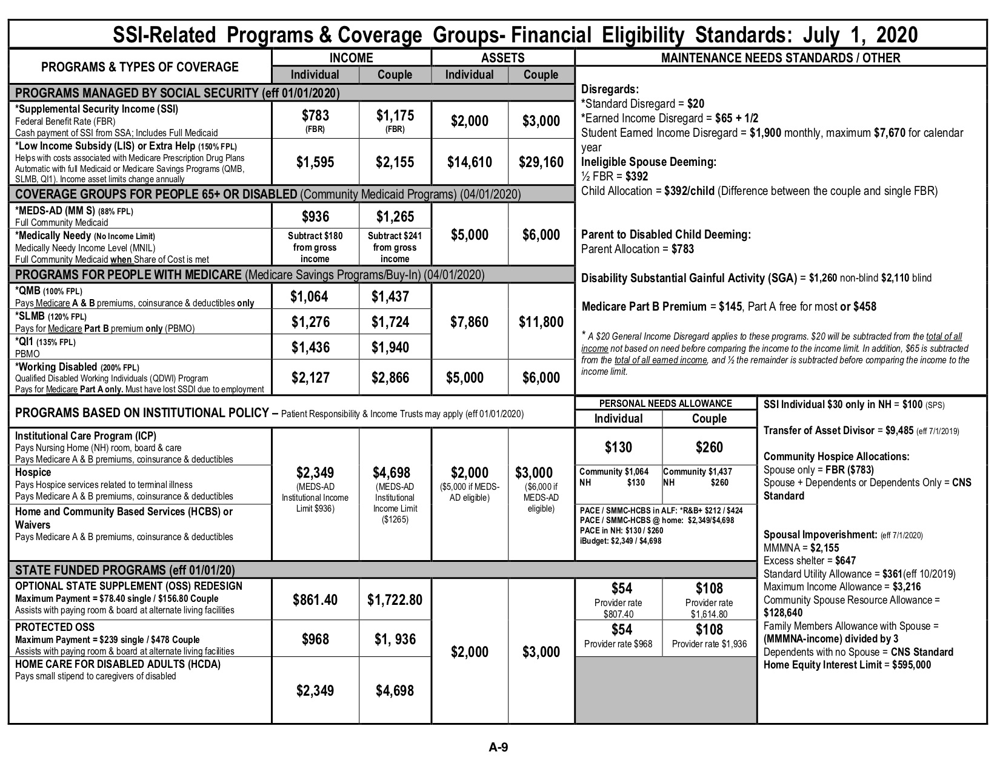 SSI-Related Programs & Coverage Groups- Financial Eligibility Standards: July 1, 2020
PROGRAMS & TYPES OF COVERAGE
INCOME
ASSETS
MAINTENANCE NEEDS STANDARDS / OTHER
Individual
Couple
Individual
Couple
PROGRAMS MANAGED BY SOCIAL SECURITY (eff 01/01/2020)
*Supplemental Security Income (SSI)
Federal Benefit Rate (FBR)
Cash payment of SSI from SSA; Includes Full Medicaid
$783
(FBR)
$1,175
(FBR)
$2,000
$3,000
*Low Income Subsidy (LIS) or Extra Help (150% FPL)
Helps with costs associated with Medicare Prescription Drug Plans
Automatic with full Medicaid or Medicare Savings Programs (QMB,
SLMB, QI1). Income asset limits change annually
$1,595
$2,155
$14,610
$29,160
COVERAGE GROUPS FOR PEOPLE 65+ OR DISABLED (Community Medicaid Programs) (04/01/2020)
*MEDS-AD (MM S) (88% FPL)
Full Community Medicaid
$936
$1,265
$5,000
$6,000
*Medically Needy (No Income Limit)
Medically Needy Income Level (MNIL)
Full Community Medicaid when Share of Cost is met
Subtract $180
from gross
income
Subtract $241
from gross
income
PROGRAMS FOR PEOPLE WITH MEDICARE (Medicare Savings Programs/Buy-In) (04/01/2020)
*QMB (100% FPL)
Pays Medicare A & B premiums, coinsurance & deductibles only
$1,064
$1,437
*SLMB (120% FPL)
Pays for Medicare Part B premium only (PBMO)
$1,276
$1,724
$7,860
$11,800
*QI1 (135% FPL)
PBMO
$1,436
$1,940
*Working Disabled (200% FPL)
Qualified Disabled Working Individuals (QDWI) Program
Pays for Medicare Part A only. Must have lost SSDI due to employment
$2,127
$2,866
$5,000
$6,000
Disregards:
*Standard Disregard = $20
*Earned Income Disregard = $65 + 1/2
Student Earned Income Disregard = $1,900 monthly, maximum $7,670 for calendar
year
Ineligible Spouse Deeming:
½ FBR = $392
Child Allocation = $392/child (Difference between the couple and single FBR)
Parent to Disabled Child Deeming:
Parent Allocation = $783
Disability Substantial Gainful Activity (SGA) = $1,260 non-blind $2,110 blind
Medicare Part B Premium = $145, Part A free for most or $458
* A $20 General Income Disregard applies to these programs. $20 will be subtracted from the total of all
income not based on need before comparing the income to the income limit. In addition, $65 is subtracted
from the total of all earned income, and ½ the remainder is subtracted before comparing the income to the
income limit.
PROGRAMS BASED ON INSTITUTIONAL POLICY – Patient Responsibility & Income Trusts may apply (eff 01/01/2020)
PERSONAL NEEDS ALLOWANCE
Individual
Couple
Institutional Care Program (ICP)
Pays Nursing Home (NH) room, board & care
Pays Medicare A & B premiums, coinsurance & deductibles
$130
$260
Hospice
Pays Hospice services related to terminal illness
Pays Medicare A & B premiums, coinsurance & deductibles
$2,349
(MEDS-AD
Institutional Income
Limit $936)
$4,698
(MEDS-AD
Institutional
Income Limit
($1265)
$2,000
($5,000 if MEDS-
AD eligible)
$3,000
($6,000 if
MEDS-AD
eligible)
Community $1,064
NH $130
Community $1,437
NH $260
Home and Community Based Services (HCBS) or
Waivers
Pays Medicare A & B premiums, coinsurance & deductibles
PACE / SMMC-HCBS in ALF: *R&B+ $212 / $424
PACE / SMMC-HCBS @ home: $2,349/$4,698
PACE in NH: $130 / $260
iBudget: $2,349 / $4,698
STATE FUNDED PROGRAMS (eff 01/01/20)
OPTIONAL STATE SUPPLEMENT (OSS) REDESIGN
Maximum Payment = $78.40 single / $156.80 Couple
Assists with paying room & board at alternate living facilities
$861.40
$1,722.80
$54
Provider rate
$807.40
$108
Provider rate
$1,614.80
PROTECTED OSS
Maximum Payment = $239 single / $478 Couple
Assists with paying room & board at alternate living facilities
$968
$1, 936
$2,000
$3,000
$54
Provider rate $968
$108
Provider rate $1,936
HOME CARE FOR DISABLED ADULTS (HCDA)
Pays small stipend to caregivers of disabled
$2,349
$4,698
SSI Individual $30 only in NH = $100 (SPS)
Transfer of Asset Divisor = $9,485 (eff 7/1/2019)
Community Hospice Allocations:
Spouse only = FBR ($783)
Spouse + Dependents or Dependents Only = CNS
Standard
Spousal Impoverishment: (eff 7/1/2020)
MMMNA = $2,155
Excess shelter = $647
Standard Utility Allowance = $361(eff 10/2019)
Maximum Income Allowance = $3,216
Community Spouse Resource Allowance =
$128,640
Family Members Allowance with Spouse =
(MMMNA-income) divided by 3
Dependents with no Spouse = CNS Standard
Home Equity Interest Limit = $595,000
A-9